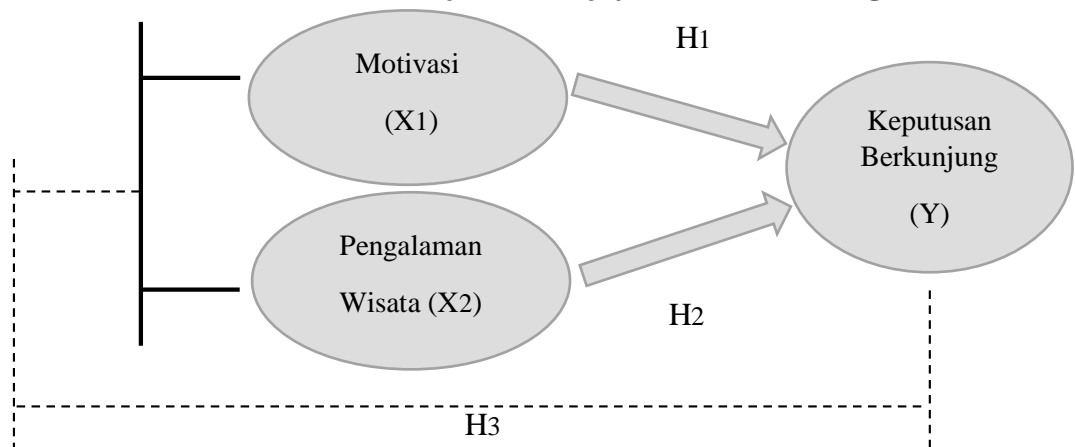 H1
Motivasi
(X1)
Keputusan
Berkunjung
(Y)
Pengalaman
Wisata (X2)
H2
H3